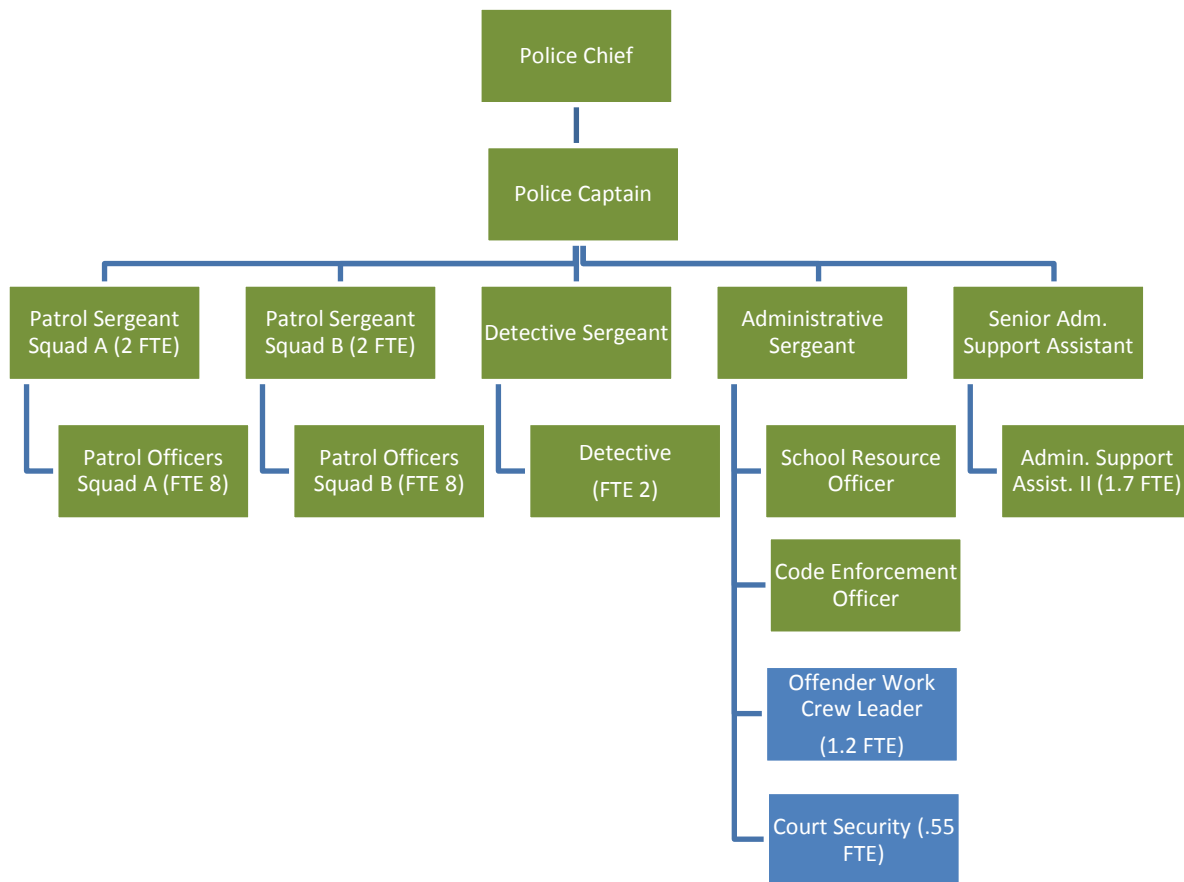 Police Chief
Police Captain
Patrol Sergeant
Squad A (2 FTE)
Patrol Sergeant
Squad B (2 FTE)
Detective Sergeant
Administrative
Sergeant
Senior Adm.
Support Assistant
Patrol Officers
Squad A (FTE 8)
Patrol Officers
Squad B (FTE 8)
Detective
(FTE 2)
School Resource
Officer
Admin. Support
Assist. II (1.7 FTE)
Code Enforcement
Officer
Offender Work
Crew Leader
(1.2 FTE)
Court Security (.55
FTE)